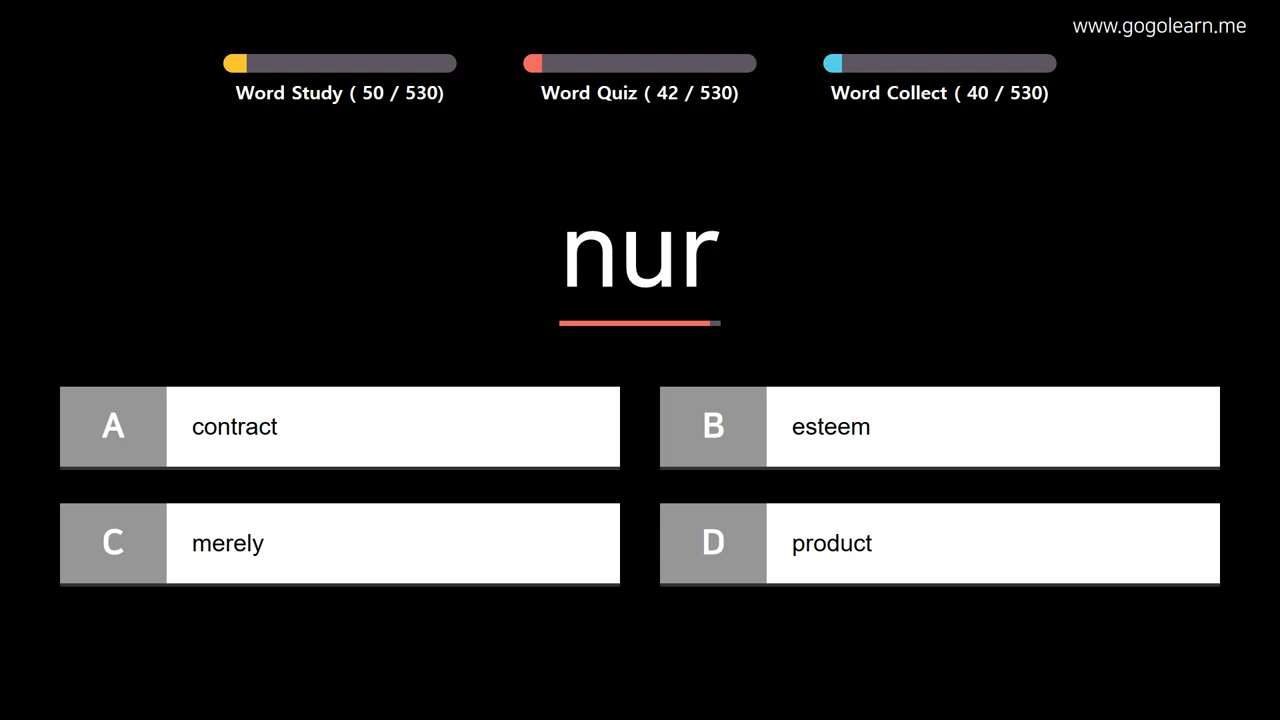 www.gogolearn.me
Word Study ( 50 / 530)
Word Quiz ( 42 / 530)
Word Collect ( 40 / 530)
nur
A contract
B esteem
C merely
D product